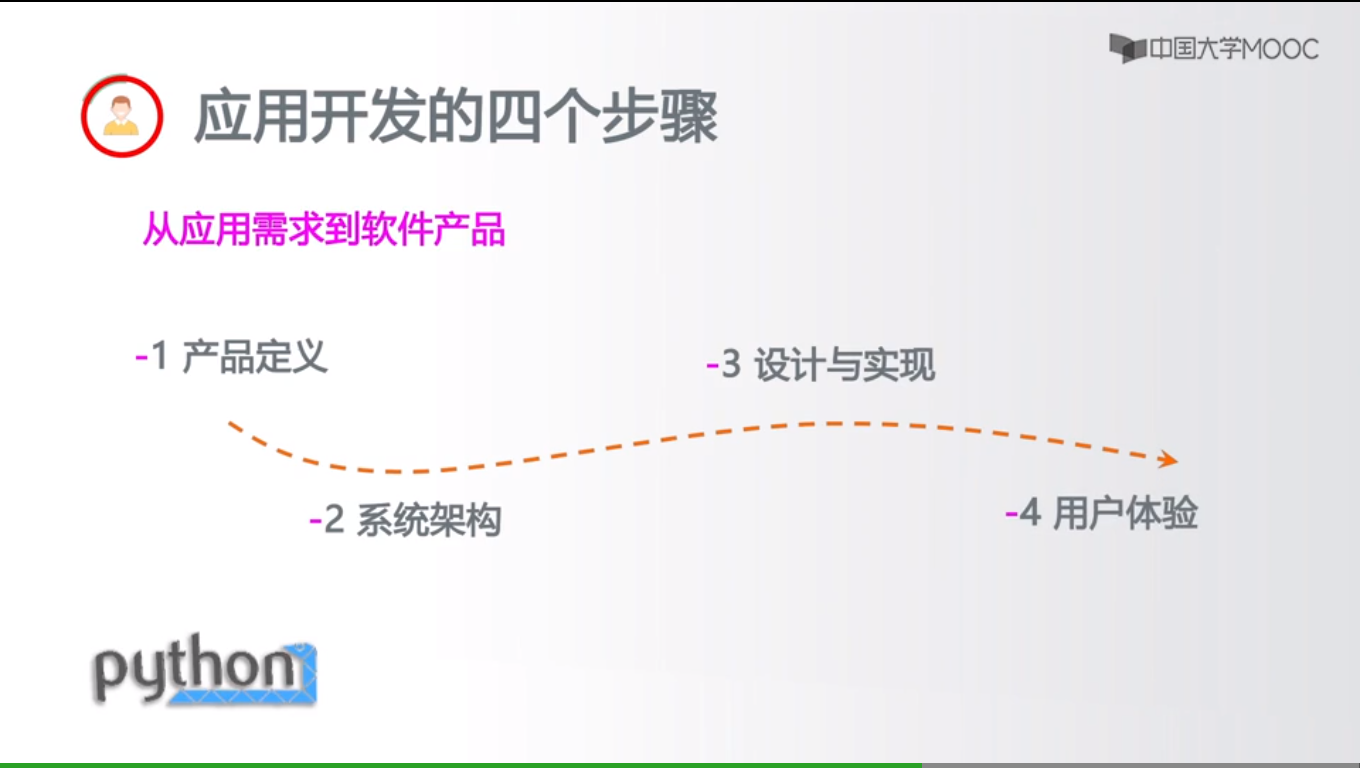 中国大学MOOC
应用开发的四个步骤
从应用需求到软件产品
-1 产品定义
-3 设计与实现
-2 系统架构
-4 用户体验
python